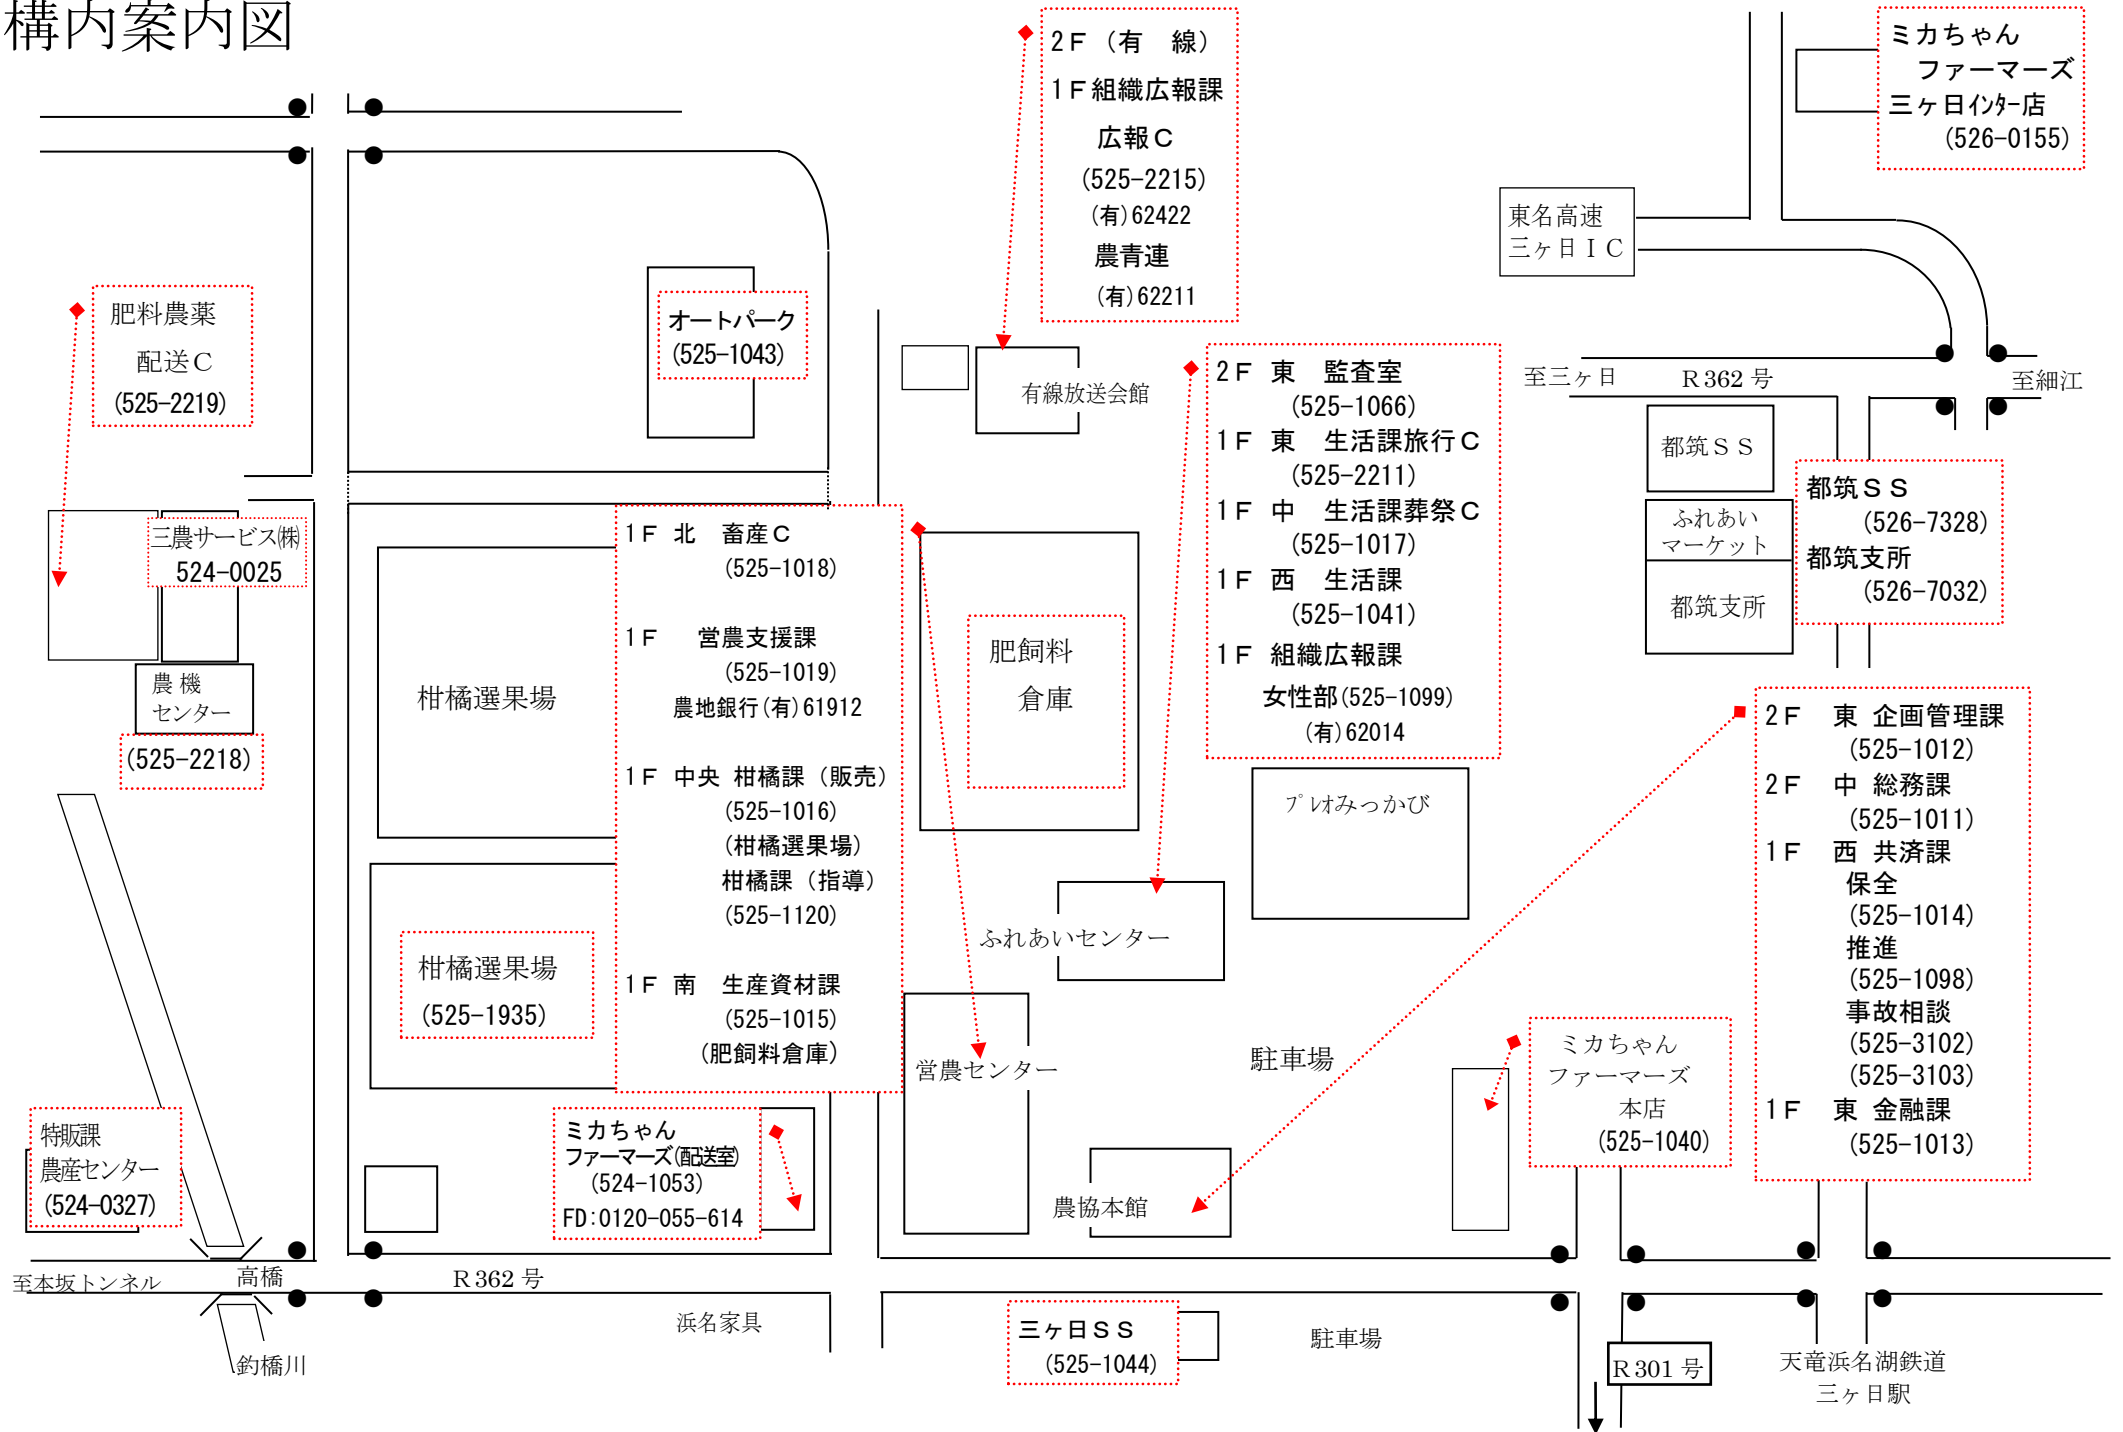 構内案内図
2F（有　線）
1F組織広報課
広報C
(525-2215)
(有)62422
農青連
(有)62211
ミカちゃん
ファーマーズ
三ヶ日ｲﾝﾀｰ店
(526-0155)
東名高速
三ヶ日IC
肥料農薬
配送C
(525-2219)
オートパーク
(525-1043)
有線放送会館
2F 東　監査室
(525-1066)
1F 東　生活課旅行C
(525-2211)
1F 中　生活課葬祭C
(525-1017)
1F 西　生活課
(525-1041)
1F 組織広報課
女性部(525-1099)
(有)62014
至三ヶ日
R362号
至細江
都筑SS
ふれあい
マーケット
都筑支所
都筑SS
(526-7328)
都筑支所
(526-7032)
三農サービス㈱
524-0025
農機
センター
(525-2218)
柑橘選果場
1F 北　畜産C
(525-1018)
1F　営農支援課
(525-1019)
農地銀行(有)61912
1F 中央 柑橘課（販売）
(525-1016)
(柑橘選果場)
柑橘課（指導）
(525-1120)
1F 南　生産資材課
(525-1015)
(肥飼料倉庫)
肥飼料
倉庫
ﾌﾟﾚｵみっかび
2F　東 企画管理課
(525-1012)
2F　中 総務課
(525-1011)
1F　西 共済課
保全
(525-1014)
推進
(525-1098)
事故相談
(525-3102)
(525-3103)
1F　東 金融課
(525-1013)
柑橘選果場
(525-1935)
ふれあいセンター
営農センター
駐車場
ミカちゃん
ファーマーズ
本店
(525-1040)
特販課
農産センター
(524-0327)
ミカちゃん
ファーマーズ(配送室)
(524-1053)
FD:0120-055-614
農協本館
至本坂トンネル
高橋
R362号
浜名家具
三ヶ日SS
(525-1044)
駐車場
釣橋川
R301号
天竜浜名湖鉄道
三ヶ日駅